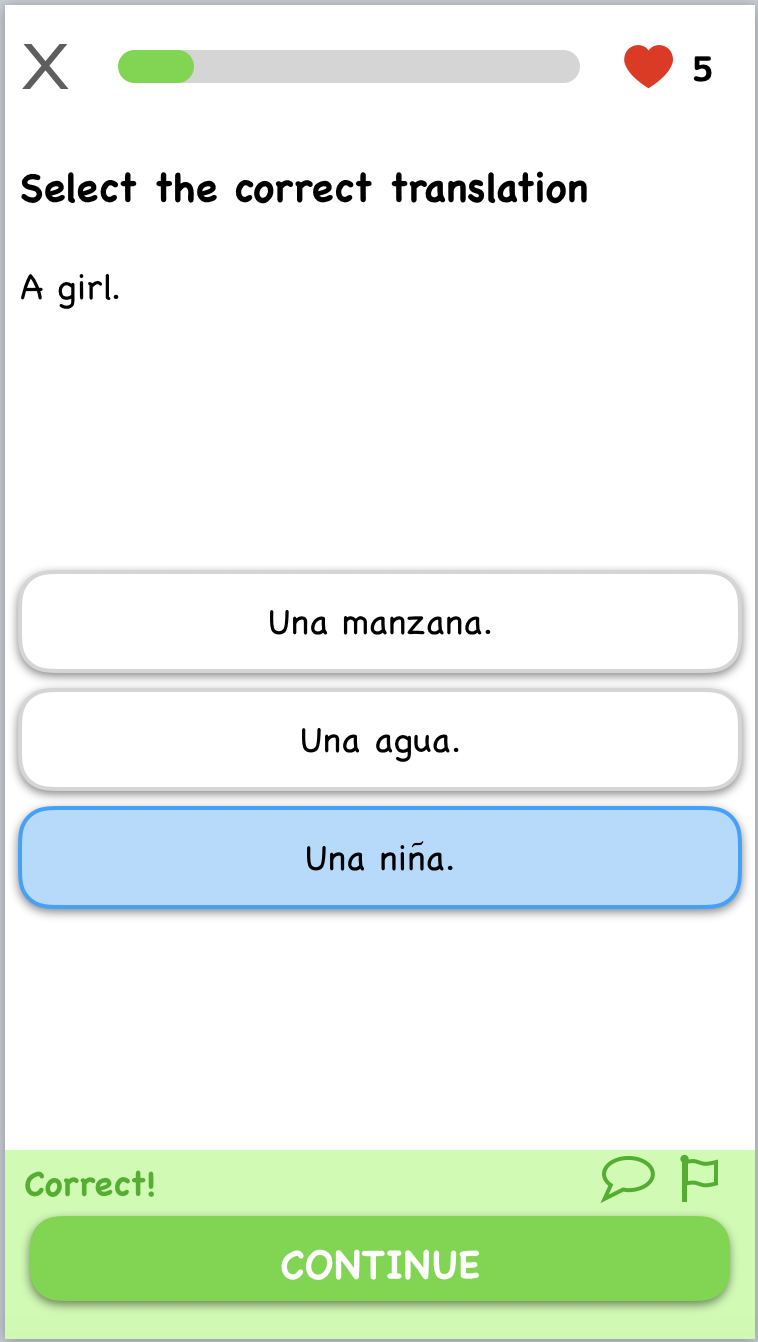 X
5
Select the correct translation
A girl.
Una manzana.
Una agua.
Una niña.
Correct!
CONTINUE